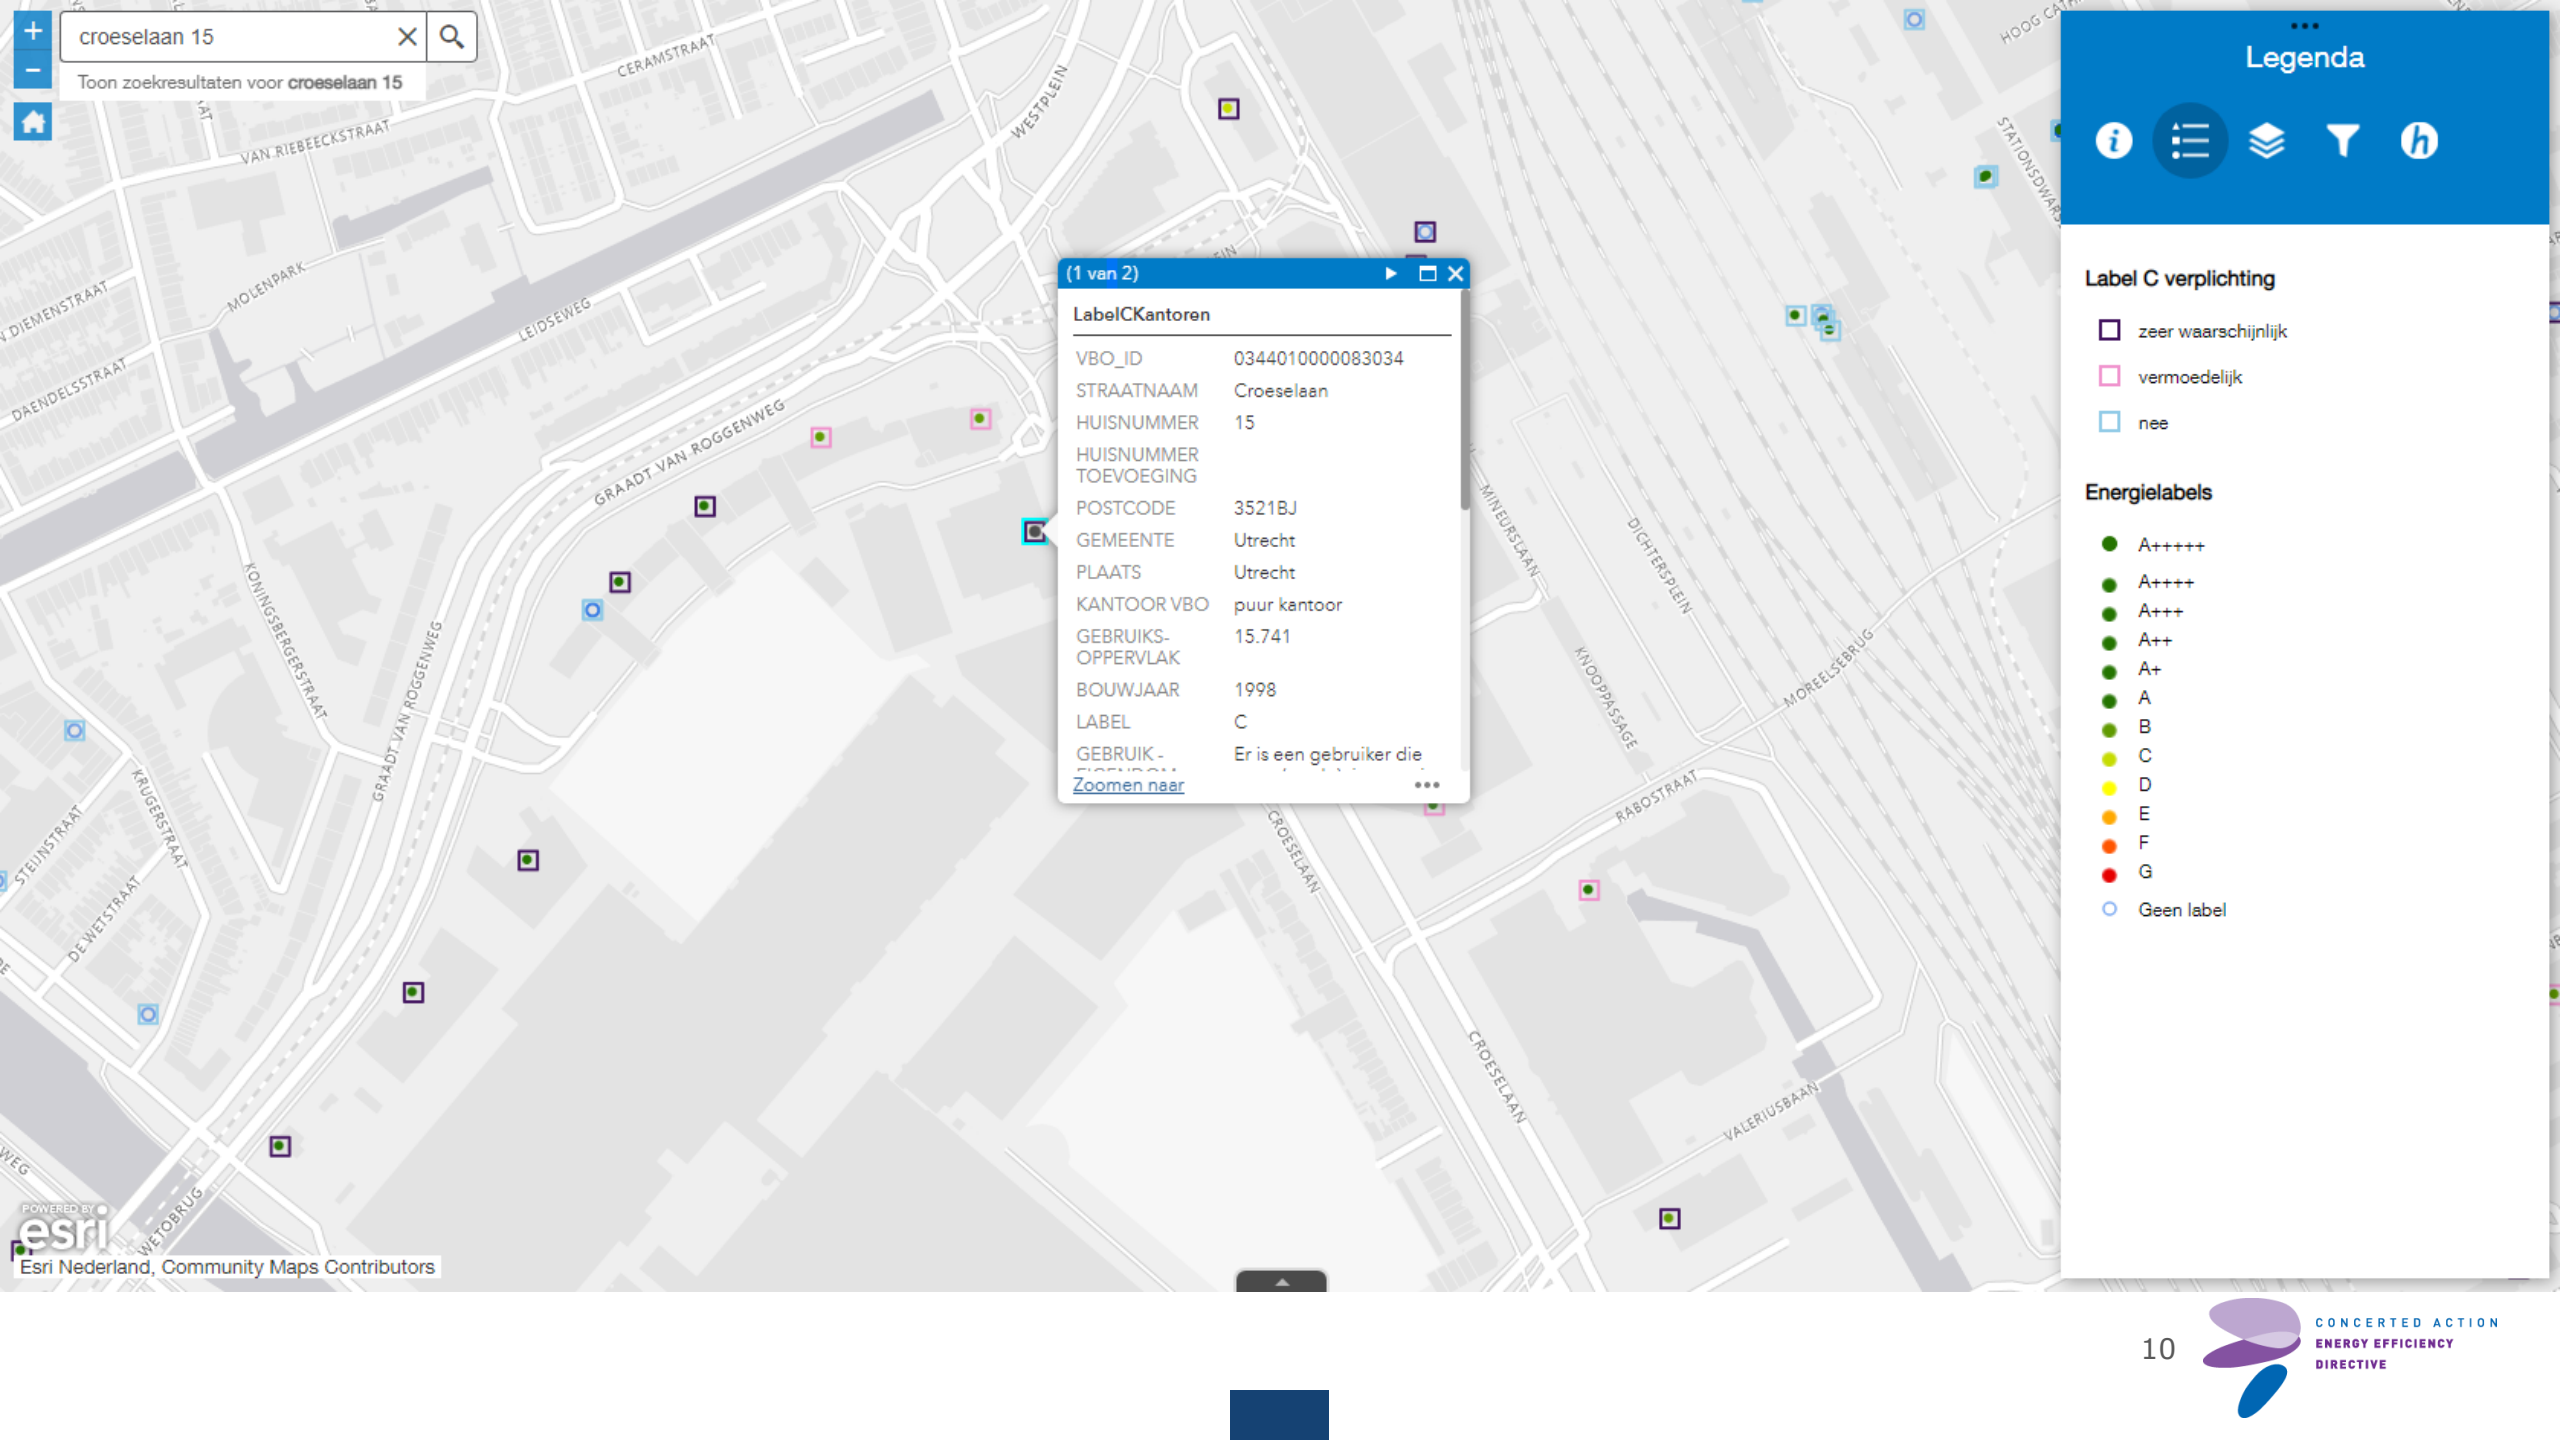 croeselaan 15
Toon zoekresultaten voor croeselaan 15
CERAMSTRAAT
VAN RIEBEECKSTRAAT
WESTPLEIN
HOOG
STATIONSDWARS
MOLENPARK
N DIEMENSTRAAT
LEIDSEWEG
DAENDELSSTRAAT
GRAADT VAN ROGGENWEG
KONINGSBERGERSTRAAT
GRAADT VAN ROGGENWEG
KRUGERSTRAAT
STEIJNSTRAAT
DE WETSTRAAT
WEG
WETOBRUG
MINEURSLAAN
DICHTERSPLEIN
KNOOPPASSAGE
MOREELSEBRUG
RABOSTRAAT
CROESELAAN
CROESELAAN
VALERIUSBAAN
(1 van 2)
LabelCKantoren
VBO_ID 0344010000083034
STRAATNAAM Croeselaan
HUISNUMMER 15
HUISNUMMER
TOEVOEGING
POSTCODE 3521BJ
GEMEENTE Utrecht
PLAATS Utrecht
KANTOOR VBO puur kantoor
GEBRUIKS- 15.741
OPPERVLAK
BOUWJAAR 1998
LABEL C
GEBRUIK - Er is een gebruiker die
Zoomen naar
Legenda
Label C verplichting
zeer waarschijnlijk
vermoedelijk
nee
Energielabels
A+++++
A++++
A+++
A++
A+
A
B
C
D
E
F
G
Geen label
POWERED BY
esri
Esri Nederland, Community Maps Contributors
10
CONCERTED ACTION
ENERGY EFFICIENCY
DIRECTIVE